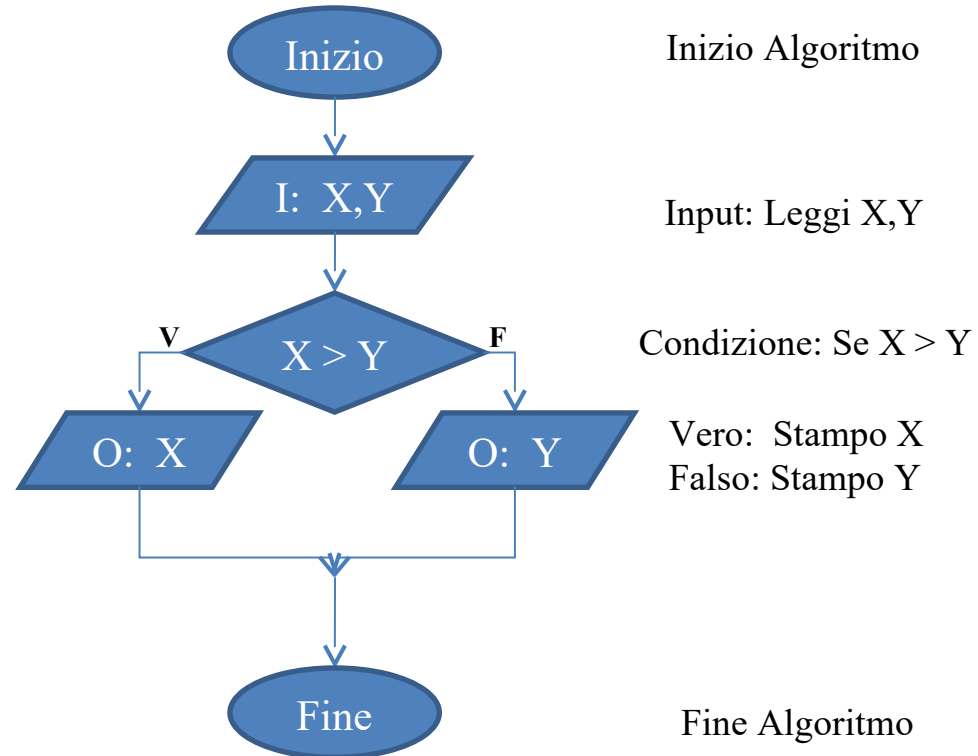 Inizio
Inizio Algoritmo
I: X,Y
Input: Leggi X,Y
V
F
X > Y
Condizione: Se X > Y
O: X
O: Y
Vero: Stampo X
Falso: Stampo Y
Fine
Fine Algoritmo